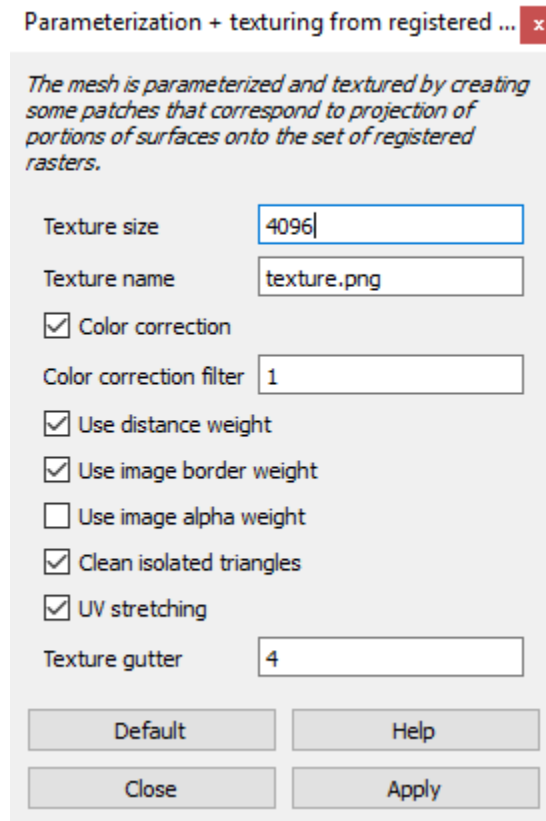 Parameterization + texturing from registered ...
x
The mesh is parameterized and textured by creating
some patches that correspond to projection of
portions of surfaces onto the set of registered
rasters.
Texture size 4096
Texture name texture.png
Color correction
Color correction filter 1
Use distance weight
Use image border weight
Use image alpha weight
Clean isolated triangles
UV stretching
Texture gutter 4
Default Help
Close Apply